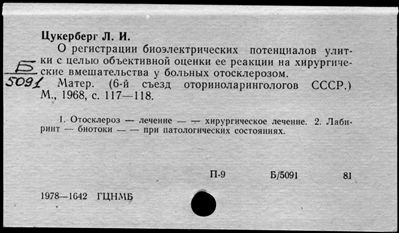 Цукерберг Л. И.
О регистрации биоэлектрических потенциалов улит-
ки с целью объективной оценки ее реакции на хирургиче-
ские вмешательства у больных отосклерозом.
Б
5091
Матер. (6-й съезд оториноларингологов СССР.)
М., 1968, с. 117—118.
1. Отосклероз — лечение — — хирургическое лечение. 2. Лаби-
ринт — биотоки — — при патологических состояниях.
П-9 Б/5091 81
1978—1642 ГЦНМБ